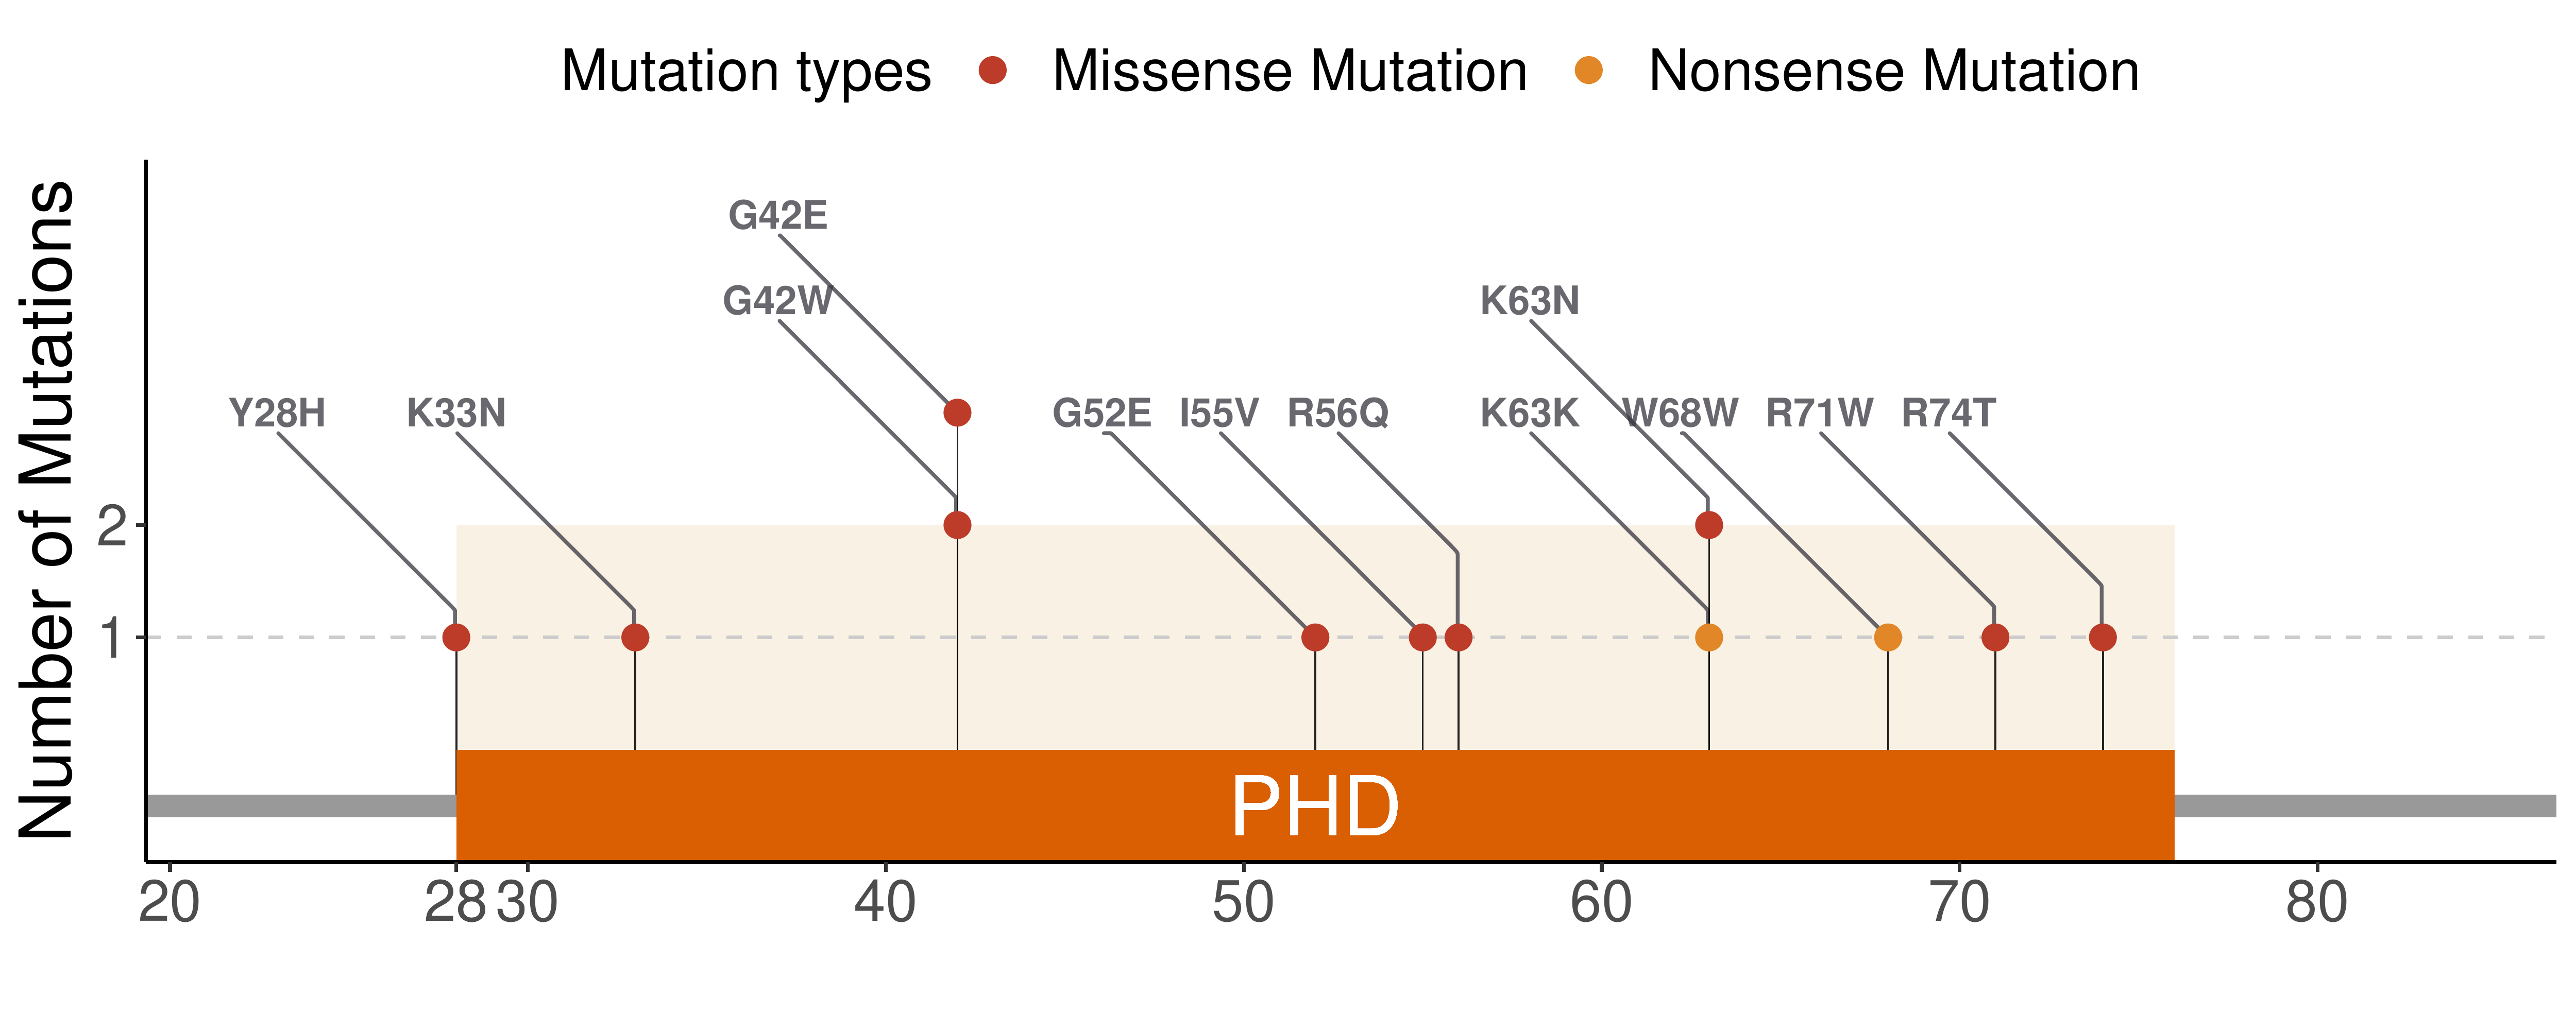 Mutation types Missense Mutation Nonsense Mutation
Number of Mutations
G42E
G42W
K63N
Y28H K33N G52E I55V R56Q K63K W68W R71W R74T
2
1
PHD
20 28 30 40 50 60 70 80